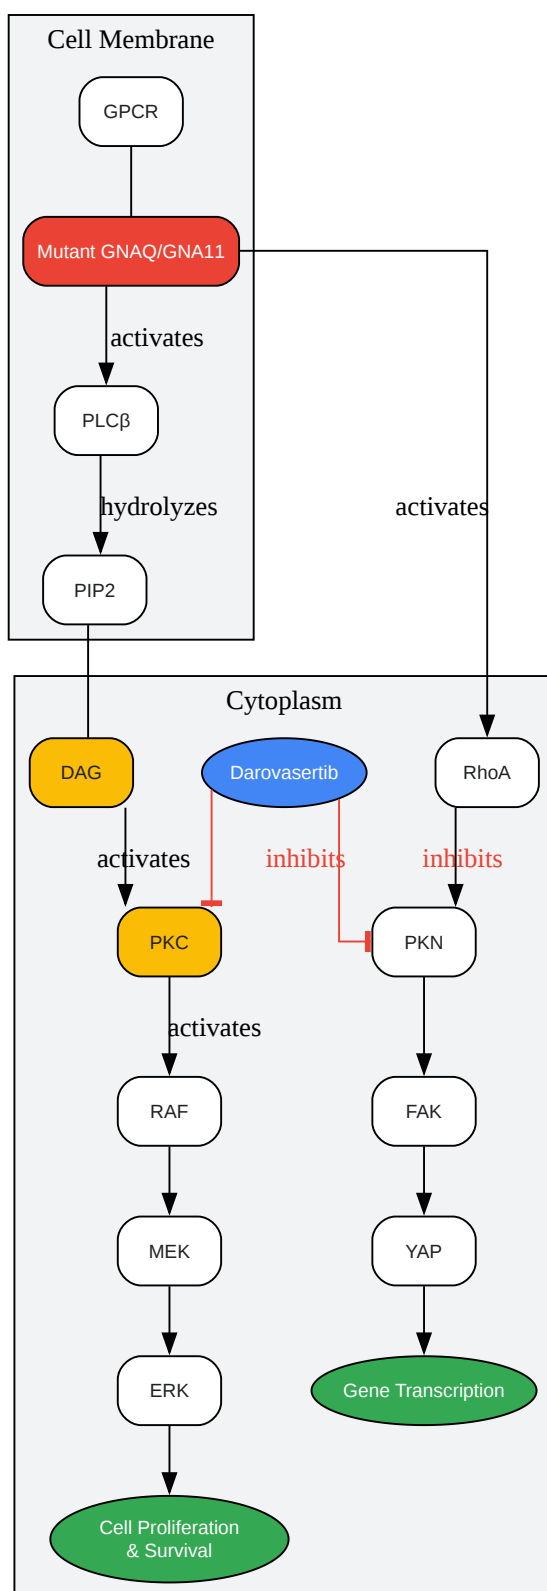 Cell Membrane
GPCR
Mutant GNAQ/GNA11
activates
PLCβ
hydrolyzes
activates
PIP2
Cytoplasm
DAG
Darovasertib
RhoA
activates
inhibits
inhibits
PKC
PKN
activates
RAF
FAK
MEK
YAP
ERK
Gene Transcription
Cell Proliferation
& Survival